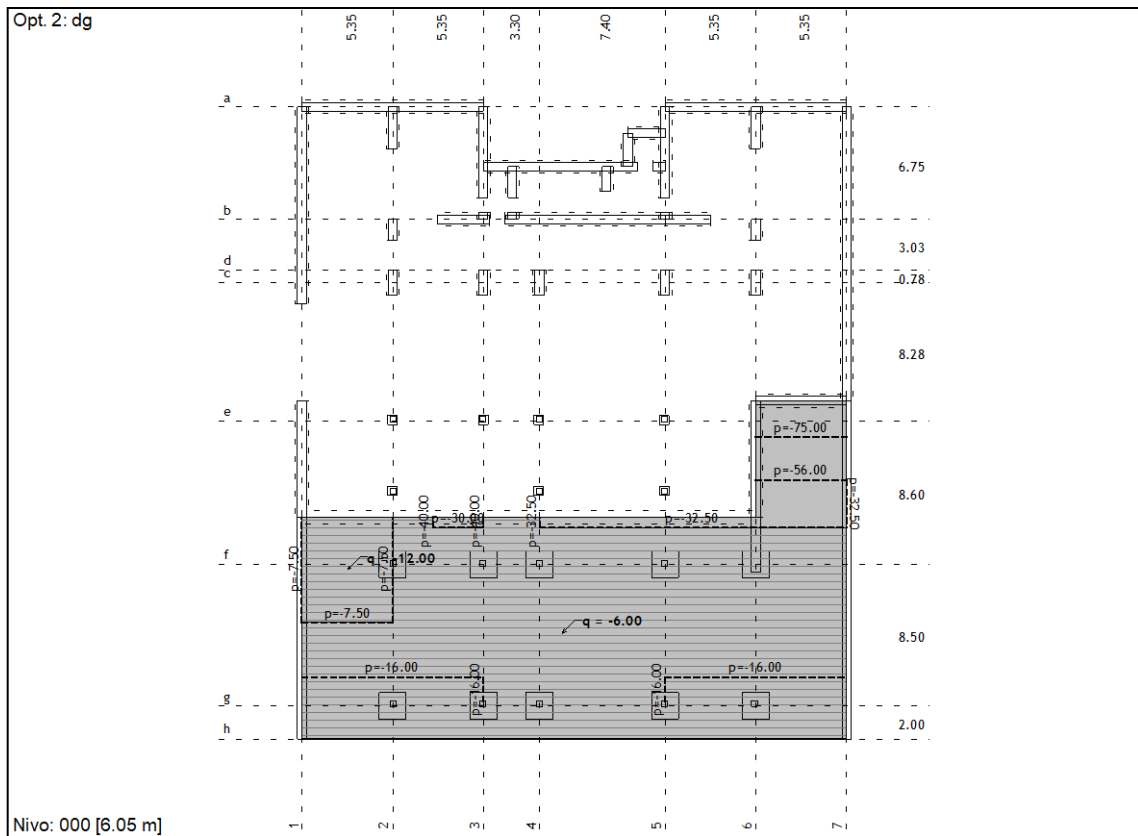 Opt. 2: dg
5.35
5.35
3.30
7.40
5.35
5.35
a
6.75
b
3.03
d
c
0.78
8.28
e
p=-75.00
p=-56.00
p=-32.50
8.60
p=-40.00
p=-30.00
p=-32.50
p=-32.50
f
p=-7.50
q = -12.00
p=-7.50
p=-7.50
q = -6.00
8.50
p=-16.00
p=-16.00
p=-16.00
p=-16.00
g
2.00
h
Nivo: 000 [6.05 m]
1
2
3
4
5
6
7